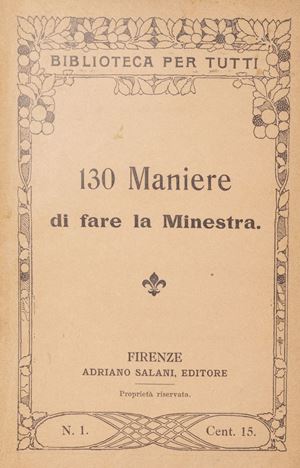 BIBLIOTECA PER TUTTI
130 Maniere
di fare la Minestra.
FIRENZE
ADRIANO SALANI, EDITORE
Proprietà riservata.
N. 1.
Cent. 15.